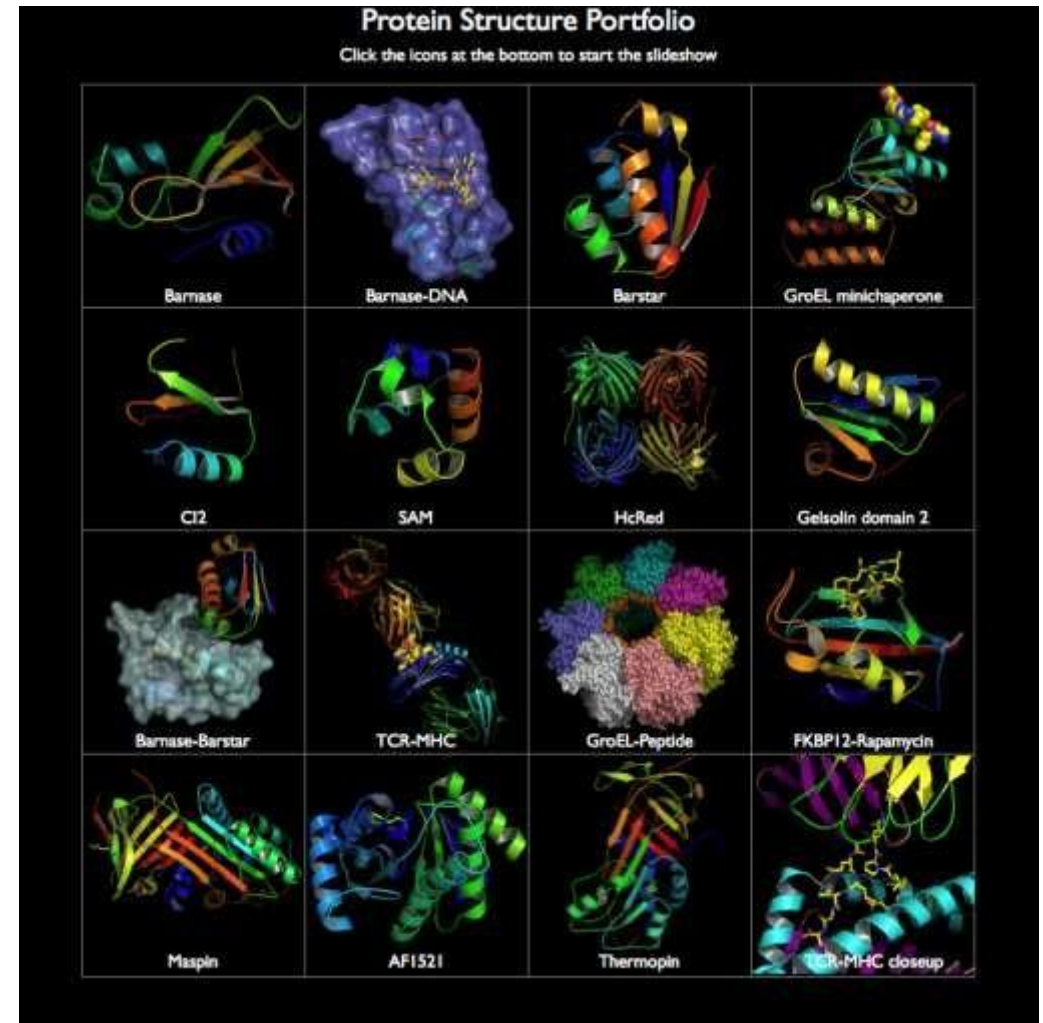 Protein Structure Portfolio
Click the icons at the bottom to start the slideshow
Barnase
Barnase-DNA
Barstar
GroEL minichaperone
CI2
SAM
HcRed
Gelsolin domain 2
Barnase-Barstar
TCR-MHC
GroEL-Peptide
FKBP12-Rapamycin
Maspin
AF1521
Thermopin
TCR-MHC closeup